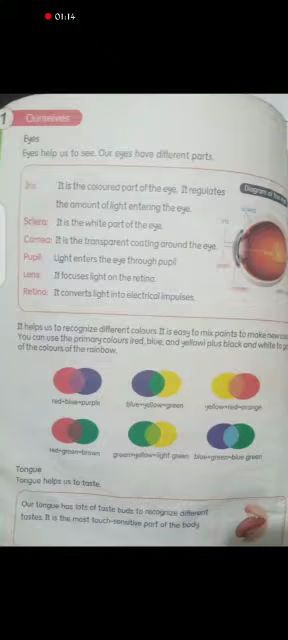 01:14
1 Ourselves
Eyes
Eyes help us to see. Our eyes have different parts.
Iris: It is the coloured part of the eye. It regulates
the amount of light entering the eye.
Diagram of the
Sclera: It is the white part of the eye.
Cornea: It is the transparent coating around the eye.
Pupil: Light enters the eye through pupil
Lens: It focuses light on the retina.
Retina: It converts light into electrical impulses.
It helps us to recognize different colours. It is easy to mix paints to make new
You can use the primary colours (red, blue, and yellow) plus black and white to
of the colours of the rainbow.
red+blue=purple blue+yellow=green yellow+red=orange
red+green=brown green+yellow=light green blue+green=blue green
Tongue
Tongue helps us to taste.
Our tongue has lots of taste buds to recognize different
tastes. It is the most touch-sensitive part of the body.